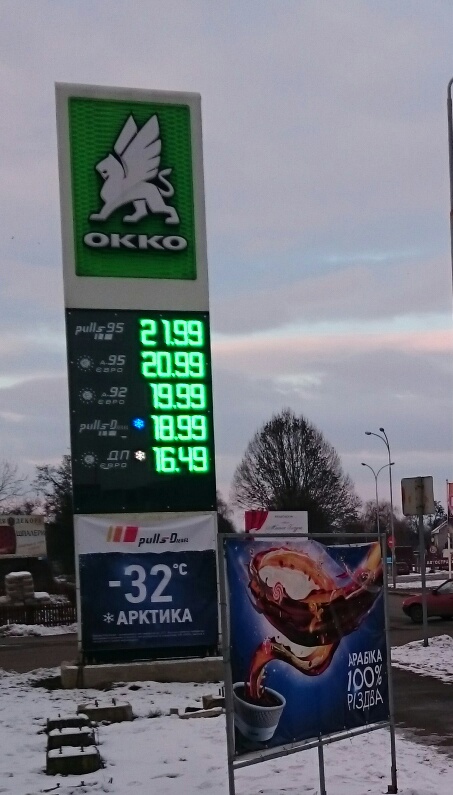 OKKO
pulls 95 21.99
A 95 ЄВРО 20.99
A 92 ЄВРО 19.99
pulls Diesel 18.99
ДП ЄВРО 16.49
pulls Diesel
-32°C
*АРКТИКА
АРАБІКА
100%
РІЗДВА